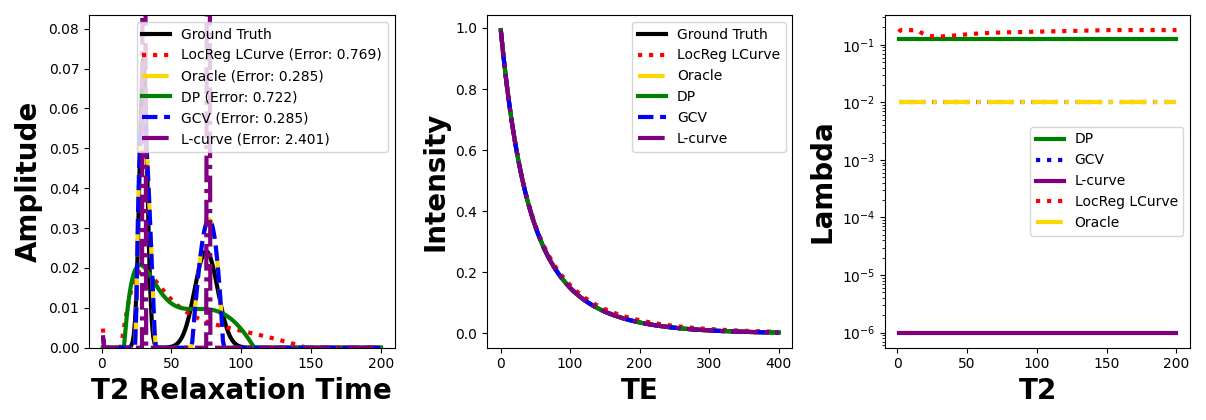 Amplitude
0.08
0.07
0.06
0.05
0.04
0.03
0.02
0.01
0.00
0 50 100 150 200
T2 Relaxation Time
Ground Truth
LocReg LCurve (Error: 0.769)
Oracle (Error: 0.285)
DP (Error: 0.722)
GCV (Error: 0.285)
L-curve (Error: 2.401)
Intensity
1.0
0.8
0.6
0.4
0.2
0.0
0 100 200 300 400
TE
Ground Truth
LocReg LCurve
Oracle
DP
GCV
L-curve
Lambda
10⁻¹
10⁻²
10⁻³
10⁻⁴
10⁻⁵
10⁻⁶
0 50 100 150 200
T2
DP
GCV
L-curve
LocReg LCurve
Oracle